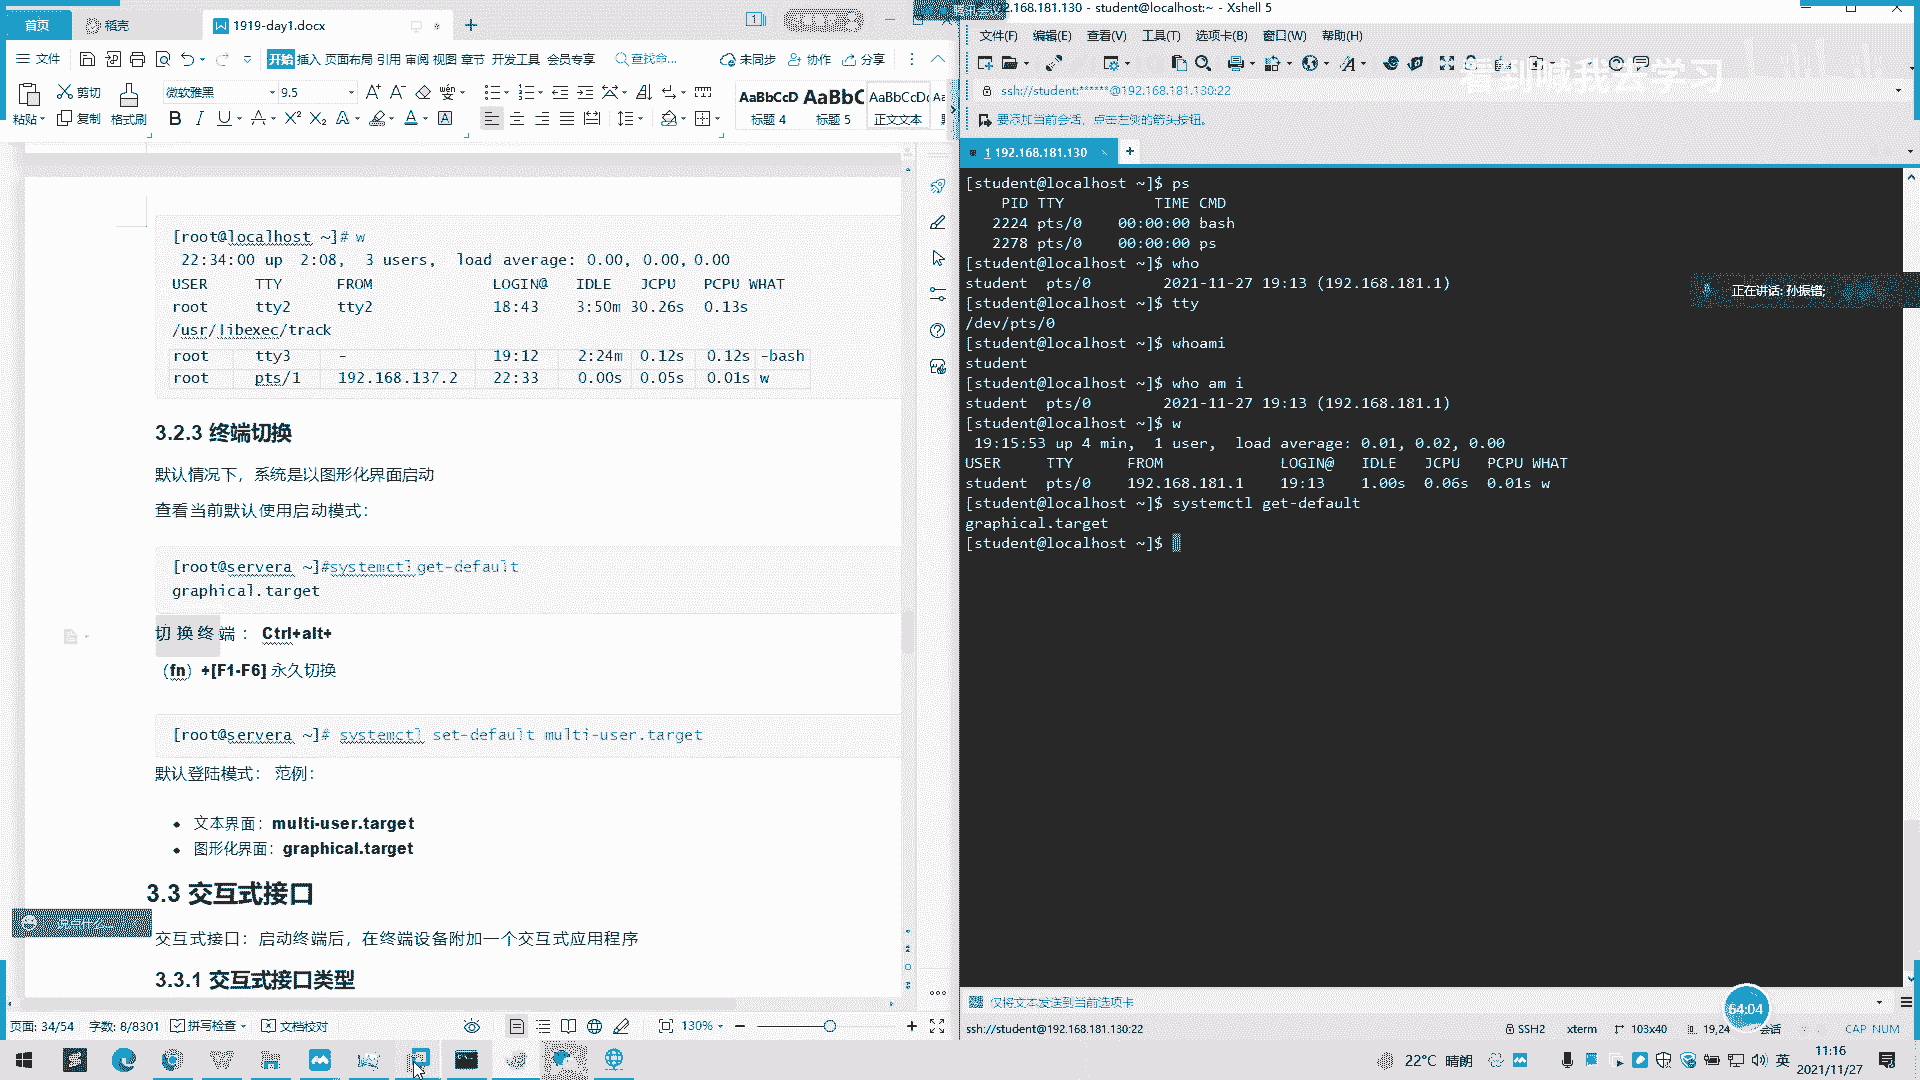 首页
稻壳
1919-day1.docx
文件
开始 插入 页面布局 引用 审阅 视图 章节 开发工具 会员专享
查找命...
未同步
协作
分享
粘贴
剪切
复制
格式刷
微软雅黑
9.5
AaBbCcD
标题 4
AaBbC
标题 5
AaBbCcDd
正文文本
[root@localhost ~]# w
22:34:00 up 2:08, 3 users, load average: 0.00, 0.00, 0.00
USER TTY FROM LOGIN@ IDLE JCPU PCPU WHAT
root tty2 tty2 18:43 3:50m 30.26s 0.13s
/usr/libexec/track
root tty3 - 19:12 2:24m 0.12s 0.12s -bash
root pts/1 192.168.137.2 22:33 0.00s 0.05s 0.01s w
3.2.3 终端切换
默认情况下，系统是以图形化界面启动
查看当前默认使用启动模式：
[root@servera ~]#systemctl get-default
graphical.target
切 换 终 端 ： Ctrl+alt+
（fn）+[F1-F6] 永久切换
[root@servera ~]# systemctl set-default multi-user.target
默认登陆模式： 范例：
文本界面：multi-user.target
图形化界面：graphical.target
3.3 交互式接口
交互式接口：启动终端后，在终端设备附加一个交互式应用程序
3.3.1 交互式接口类型
页面: 34/54 字数: 8/8301 拼写检查 文档校对
130%
192.168.181.130 - student@localhost:~ - Xshell 5
文件(F) 编辑(E) 查看(V) 工具(T) 选项卡(B) 窗口(W) 帮助(H)
看到喊我去学习
ssh://student:******@192.168.181.130:22
要添加当前会话，点击左侧的箭头按钮。
1 192.168.181.130
[student@localhost ~]$ ps
PID TTY TIME CMD
2224 pts/0 00:00:00 bash
2278 pts/0 00:00:00 ps
[student@localhost ~]$ who
student pts/0 2021-11-27 19:13 (192.168.181.1)
[student@localhost ~]$ tty
/dev/pts/0
[student@localhost ~]$ whoami
student
[student@localhost ~]$ who am i
student pts/0 2021-11-27 19:13 (192.168.181.1)
[student@localhost ~]$ w
19:15:53 up 4 min, 1 user, load average: 0.01, 0.02, 0.00
USER TTY FROM LOGIN@ IDLE JCPU PCPU WHAT
student pts/0 192.168.181.1 19:13 1.00s 0.06s 0.01s w
[student@localhost ~]$ systemctl get-default
graphical.target
[student@localhost ~]$
正在讲话: 孙振锴;
仅将文本发送到当前选项卡
64:04
ssh://student@192.168.181.130:22
SSH2 xterm 103x40 19,24 会话 CAP NUM
22°C 晴朗
英
11:16
2021/11/27